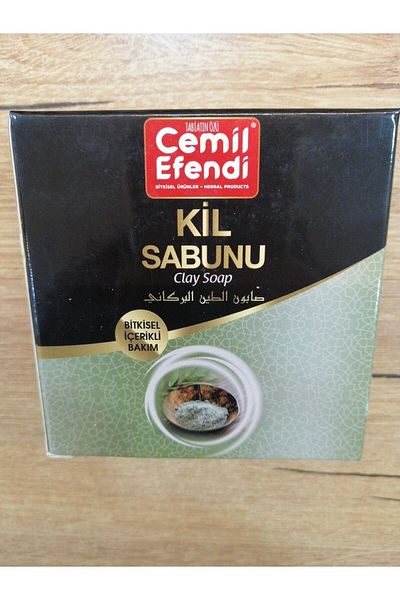 TABİATIN ÖZÜ
Cemil
Efendi
®
BİTKİSEL ÜRÜNLER - HERBAL PRODUCTS
KİL
SABUNU
Clay Soap
صابون الطين البركاني
BİTKİSEL
İÇERİKLİ
BAKIM